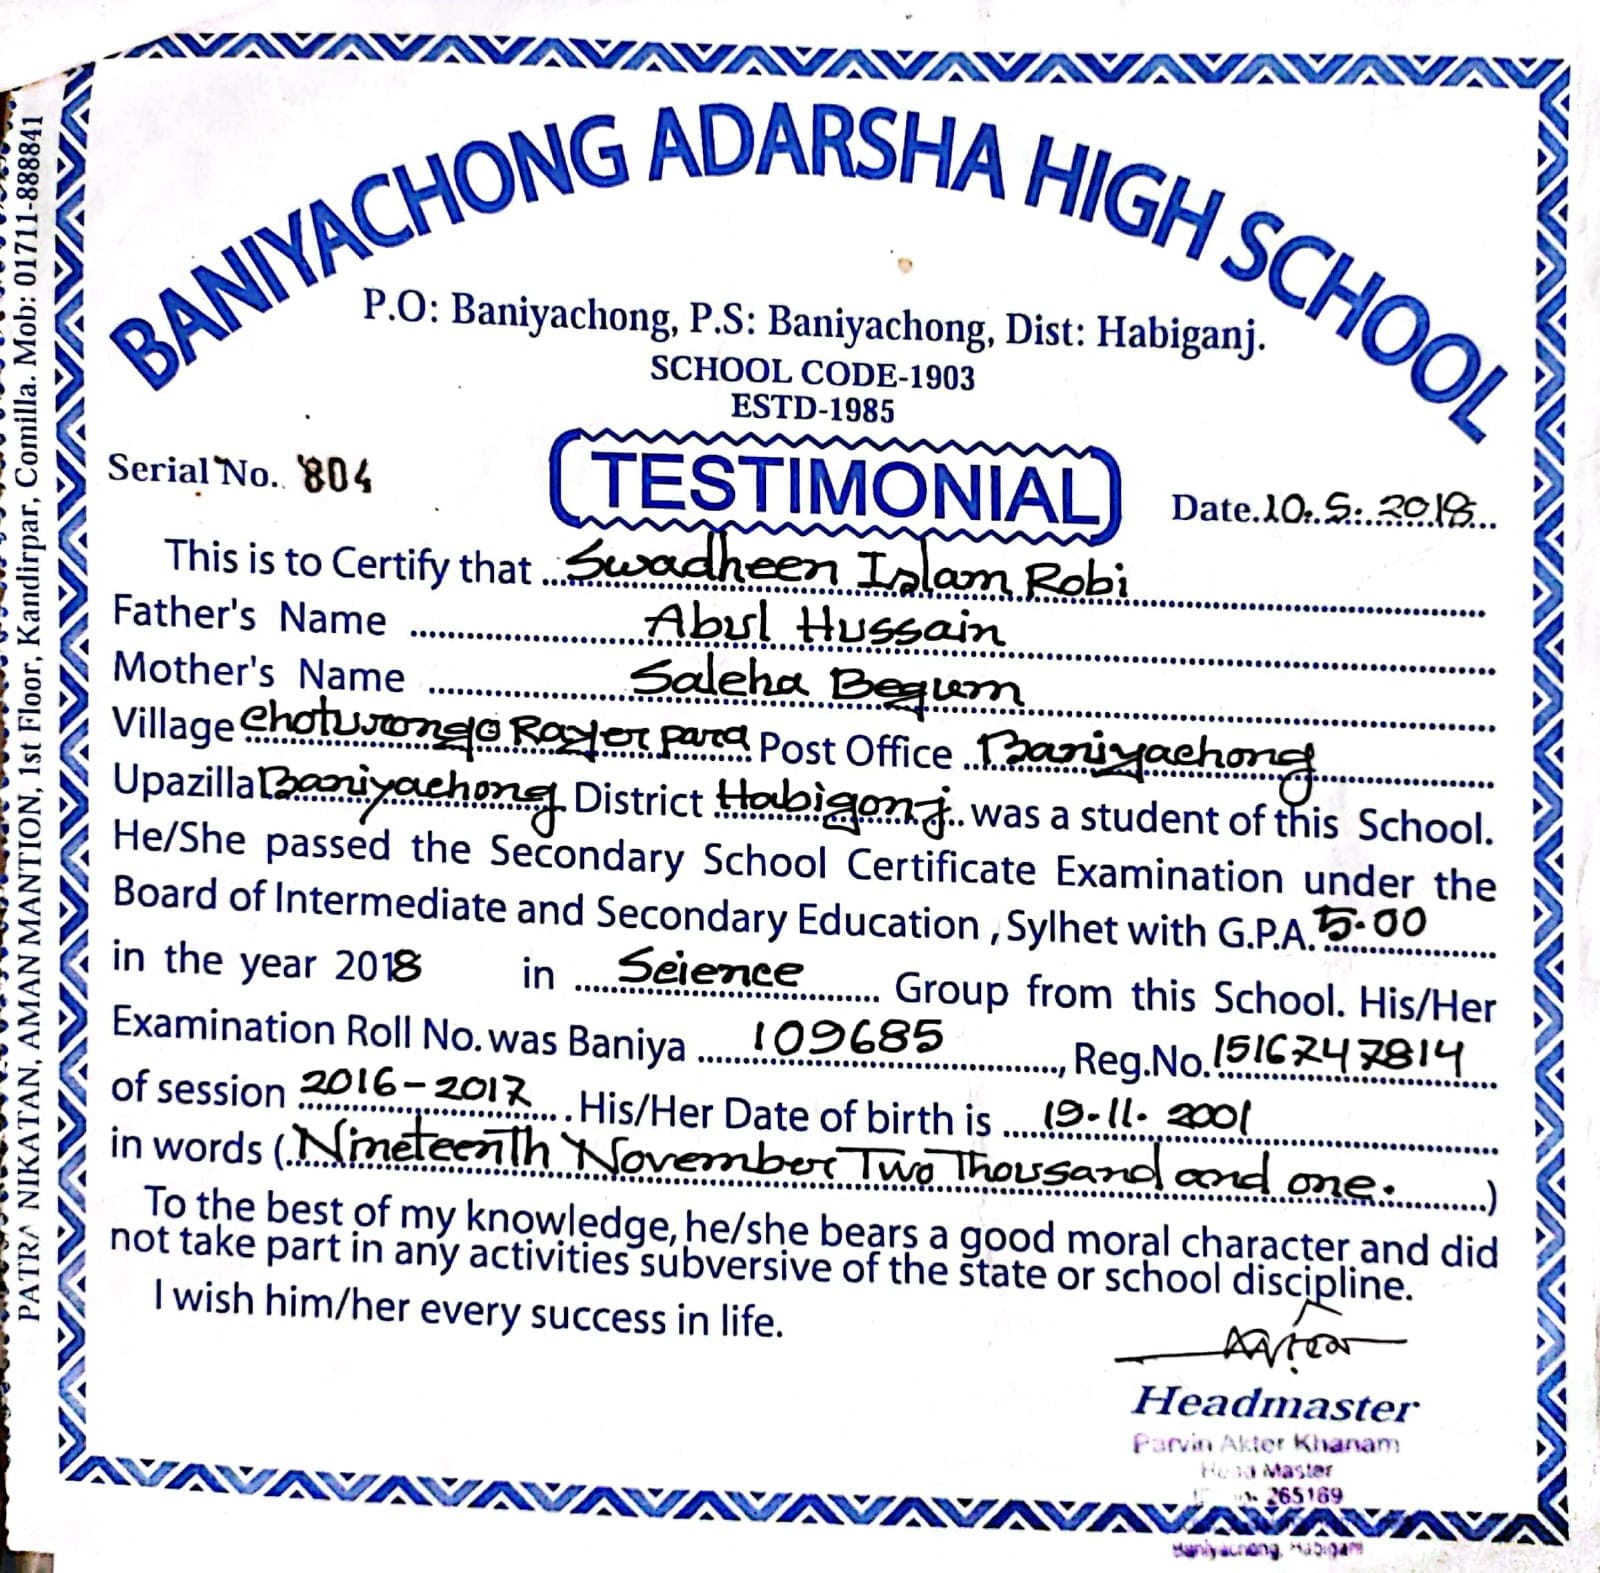 BANIYACHONG ADARSHA HIGH SCHOOL
P.O: Baniyachong, P.S: Baniyachong, Dist: Habiganj.
SCHOOL CODE-1903
ESTD-1985
Serial No. 804
TESTIMONIAL
Date. 10.5.2018
This is to Certify that Swadheen Islam Robi
Father's Name Abul Hussain
Mother's Name Saleha Begum
Village Choturongo Rayer para Post Office Baniyachong
Upazilla Baniyachong District Habigonj. was a student of this School.
He/She passed the Secondary School Certificate Examination under the
Board of Intermediate and Secondary Education , Sylhet with G.P.A. 5.00
in the year 2018 in Science Group from this School. His/Her
Examination Roll No. was Baniya 109685, Reg.No. 1516747814
of session 2016-2017. His/Her Date of birth is 19.11.2001
in words (Nineteenth November Two Thousand and one.)
To the best of my knowledge, he/she bears a good moral character and did
not take part in any activities subversive of the state or school discipline.
I wish him/her every success in life.
Akter
Headmaster
Parvin Akter Khanam
Head Master
265189
Baniyachong, Habiganj
PATRA NIKATAN, AMAN MANTION, 1st Floor, Kandirpar, Comilla. Mob: 01711-888841